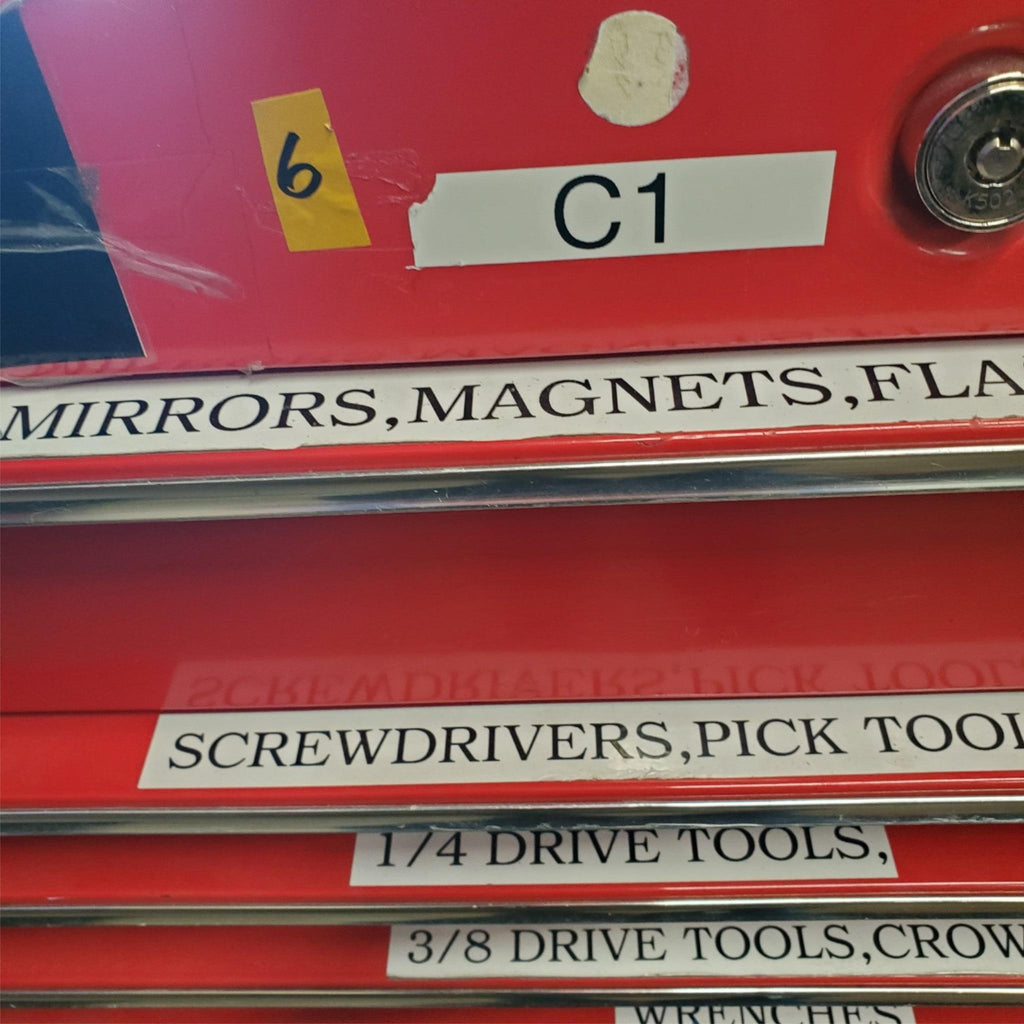 6
C1
MIRRORS,MAGNETS,FLA
SCREWDRIVERS,PICK TOOL
1/4 DRIVE TOOLS,
3/8 DRIVE TOOLS,CROW
WRENCHES